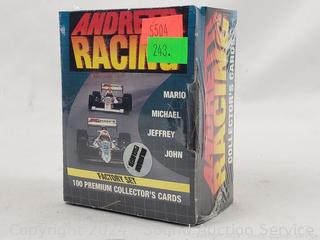 ANDRETTI
RACING
5504
243.
MARIO
MICHAEL
JEFFREY
JOHN
FACTORY SET
100 PREMIUM COLLECTOR'S CARDS
RACING
COLLECTOR'S CARDS